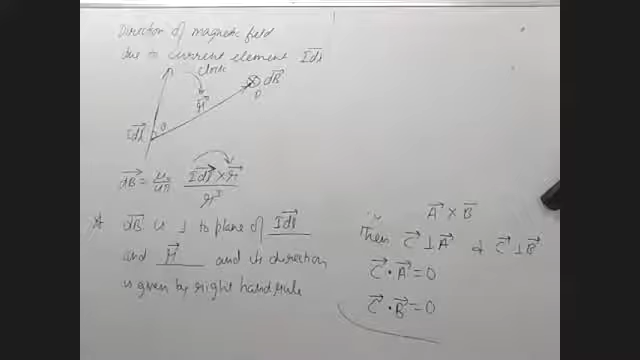 Direction of magnetic field
due to current element Idl
clock
dB
P
r
Idl
θ
dB = μ₀/4π Idl × r / r³
* dB is ⊥ to plane of Idl
and r and its direction
is given by right hand rule
A × B
Then C ⊥ A & C ⊥ B
C · A = 0
C · B = 0